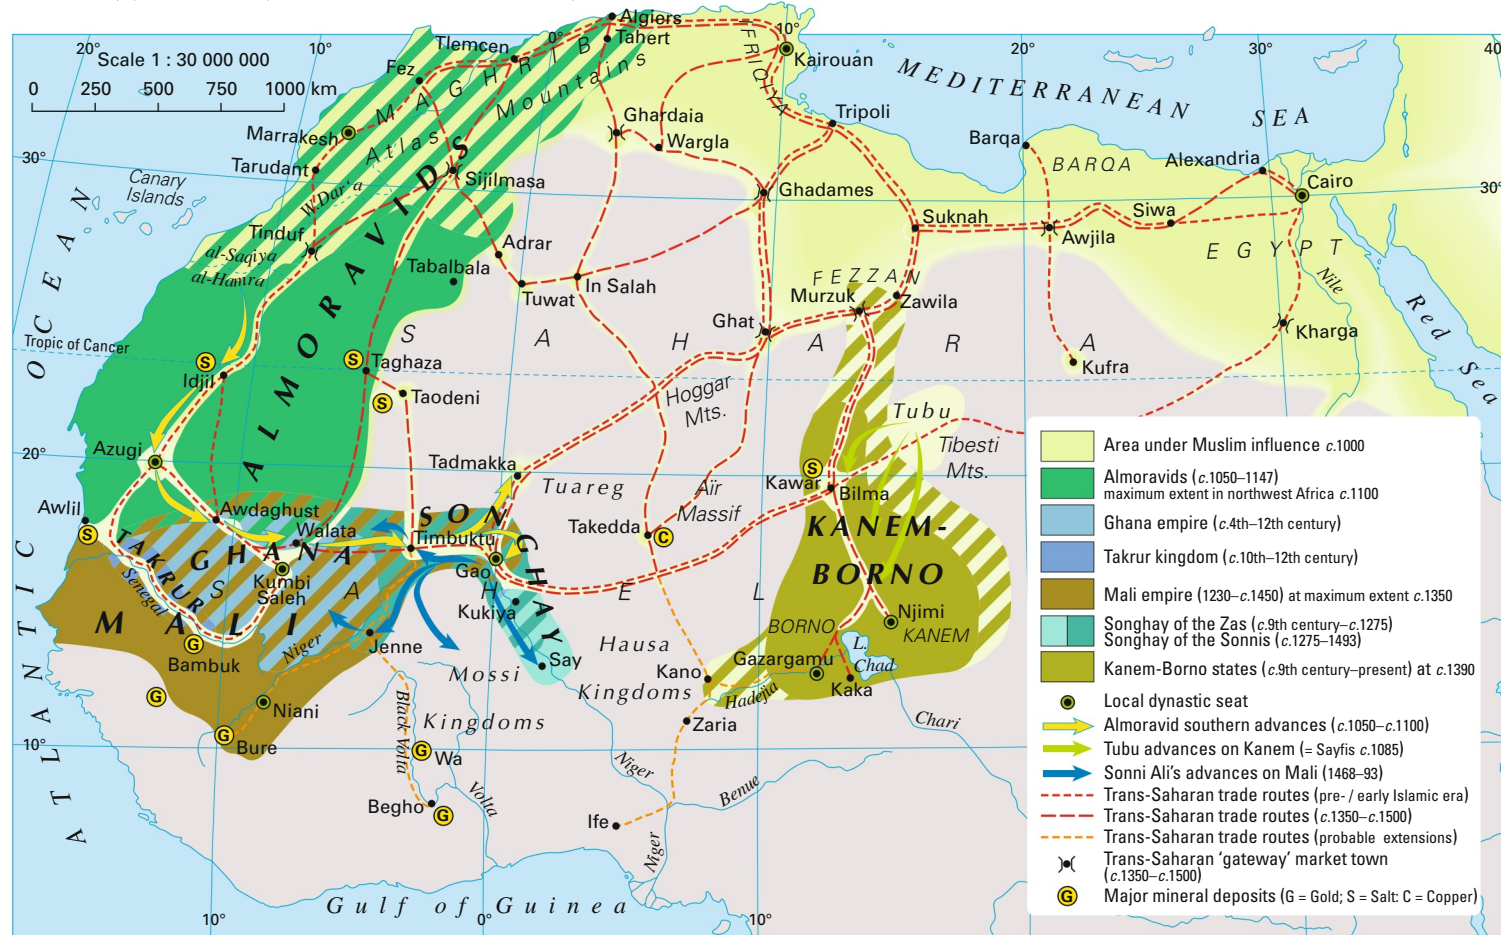 20°
10°
0°
10°
20°
30°
40
Scale 1 : 30 000 000
0 250 500 750 1000 km
Algiers
Tahert
Tlemcen
Fez
MAGHRIB
Atlas Mountains
IFRIQIYA
Kairouan
MEDITERRANEAN SEA
Marrakesh
Ghardaia
Wargla
Tripoli
Barqa
BARQA
Alexandria
Cairo
30°
30°
Tarudant
Sijilmasa
Ghadames
Canary
Islands
W.Dar'a
Tinduf
Suknah
Awjila
Siwa
EGYPT
al-Saqiya
al-Hamra
Adrar
Tabalbala
Tuwat
In Salah
FEZZAN
Murzuk
Zawila
Nile
Red Sea
ATLANTIC OCEAN
ALMORAVIDS
SAHARA
Ghat
Kharga
Tropic of Cancer
S
Idjil
S
Taghaza
Kufra
S
Taodeni
Hoggar
Mts.
Tubu
Tibesti
Mts.
20°
Azugi
Tadmakka
Tuareg
Aïr
Massif
S
Kawar
Bilma
Awlil
S
Awdaghust
Walata
SONGHAY
Timbuktu
Takedda
C
KANEM-
BORNO
TAKRUR
GHANA
Gao
Kumbi
Saleh
SAHEL
Senegal
Kukiya
Njimi
KANEM
BORNO
MALI
Niger
Jenne
Say
Hausa
Kingdoms
L.
Chad
G
Bambuk
Mossi
Kingdoms
Kano
Gazargamu
Kaka
Hadejia
G
Niani
Zaria
Chari
G
Bure
10°
Black Volta
G
Wa
Niger
Benue
Begho
G
Volta
Ife
Niger
Gulf of Guinea
10°
0°
10°
Area under Muslim influence c.1000
Almoravids (c.1050–1147)
maximum extent in northwest Africa c.1100
Ghana empire (c.4th–12th century)
Takrur kingdom (c.10th–12th century)
Mali empire (1230–c.1450) at maximum extent c.1350
Songhay of the Zas (c.9th century–c.1275)
Songhay of the Sonnis (c.1275–1493)
Kanem-Borno states (c.9th century–present) at c.1390
Local dynastic seat
Almoravid southern advances (c.1050–c.1100)
Tubu advances on Kanem (= Sayfis c.1085)
Sonni Ali's advances on Mali (1468–93)
Trans-Saharan trade routes (pre- / early Islamic era)
Trans-Saharan trade routes (c.1350–c.1500)
Trans-Saharan trade routes (probable extensions)
Trans-Saharan 'gateway' market town
(c.1350–c.1500)
G
Major mineral deposits (G = Gold; S = Salt: C = Copper)